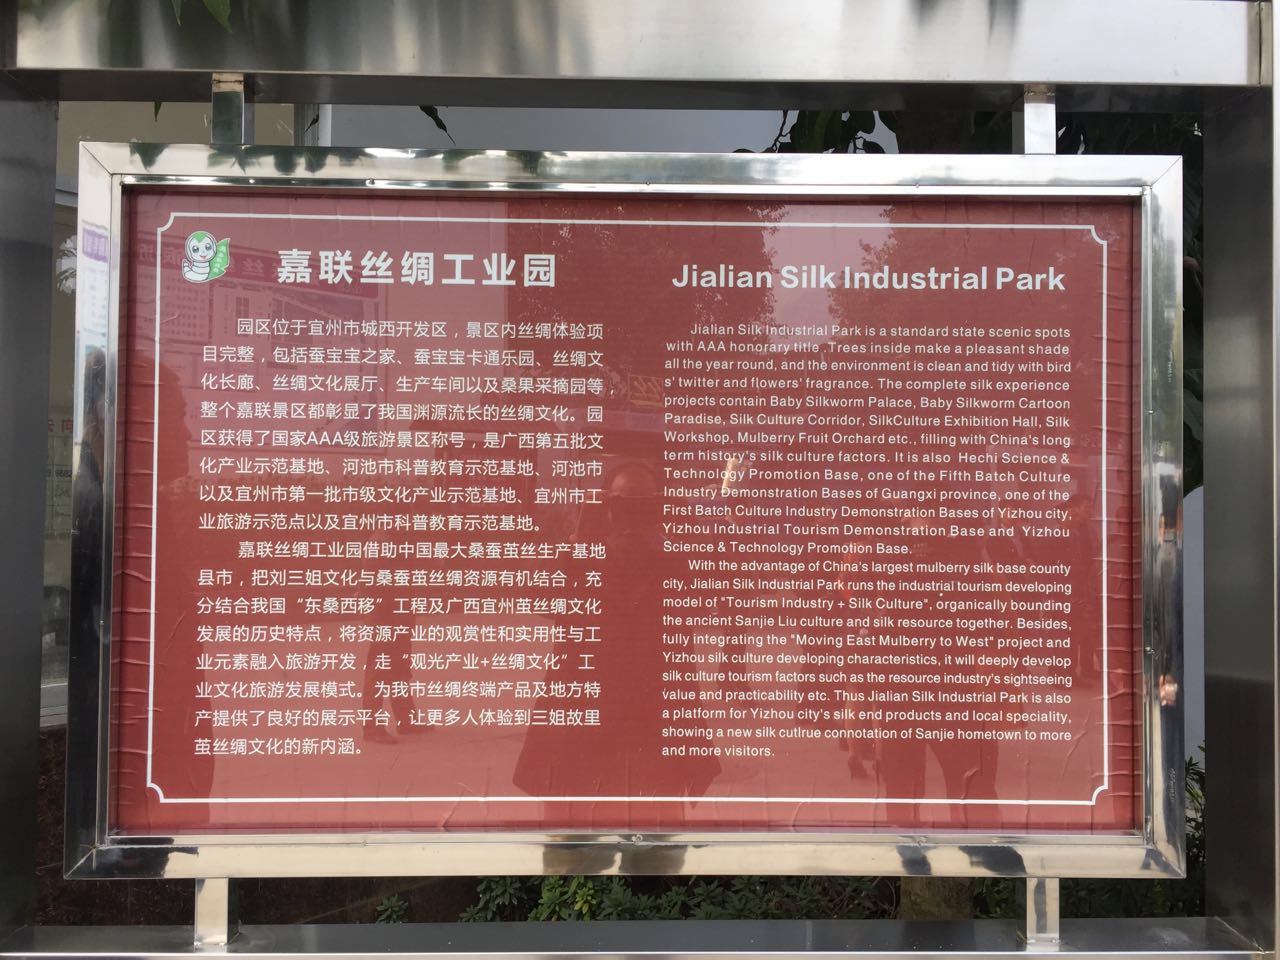 嘉联丝绸工业园
园区位于宜州市城西开发区，景区内丝绸体验项
目完整，包括蚕宝宝之家、蚕宝宝卡通乐园、丝绸文
化长廊、丝绸文化展厅、生产车间以及桑果采摘园等，
整个嘉联景区都彰显了我国渊源流长的丝绸文化。园
区获得了国家AAA级旅游景区称号，是广西第五批文
化产业示范基地、河池市科普教育示范基地、河池市
以及宜州市第一批市级文化产业示范基地、宜州市工
业旅游示范点以及宜州市科普教育示范基地。
嘉联丝绸工业园借助中国最大桑蚕茧丝生产基地
县市，把刘三姐文化与桑蚕茧丝绸资源有机结合，充
分结合我国“东桑西移”工程及广西宜州茧丝绸文化
发展的历史特点，将资源产业的观赏性和实用性与工
业元素融入旅游开发，走“观光产业+丝绸文化”工
业文化旅游发展模式。为我市丝绸终端产品及地方特
产提供了良好的展示平台，让更多人体验到三姐故里
茧丝绸文化的新内涵。
Jialian Silk Industrial Park
Jialian Silk Industrial Park is a standard state scenic spots
with AAA honorary title .Trees inside make a pleasant shade
all the year round, and the environment is clean and tidy with bird
s' twitter and flowers' fragrance. The complete silk experience
projects contain Baby Silkworm Palace, Baby Silkworm Cartoon
Paradise, Silk Culture Corridor, SilkCulture Exhibition Hall, Silk
Workshop, Mulberry Fruit Orchard etc., filling with China's long
term history's silk culture factors. It is also Hechi Science &
Technology Promotion Base, one of the Fifth Batch Culture
Industry Demonstration Bases of Guangxi province, one of the
First Batch Culture Industry Demonstration Bases of Yizhou city,
Yizhou Industrial Tourism Demonstration Base and Yizhou
Science & Technology Promotion Base.
With the advantage of China's largest mulberry silk base county
city, Jialian Silk Industrial Park runs the industrial tourism developing
model of "Tourism Industry + Silk Culture", organically bounding
the ancient Sanjie Liu culture and silk resource together. Besides,
fully integrating the "Moving East Mulberry to West" project and
Yizhou silk culture developing characteristics, it will deeply develop
silk culture tourism factors such as the resource industry's sightseeing
value and practicability etc. Thus Jialian Silk Industrial Park is also
a platform for Yizhou city's silk end products and local speciality,
showing a new silk cutlrue connotation of Sanjie hometown to more
and more visitors.